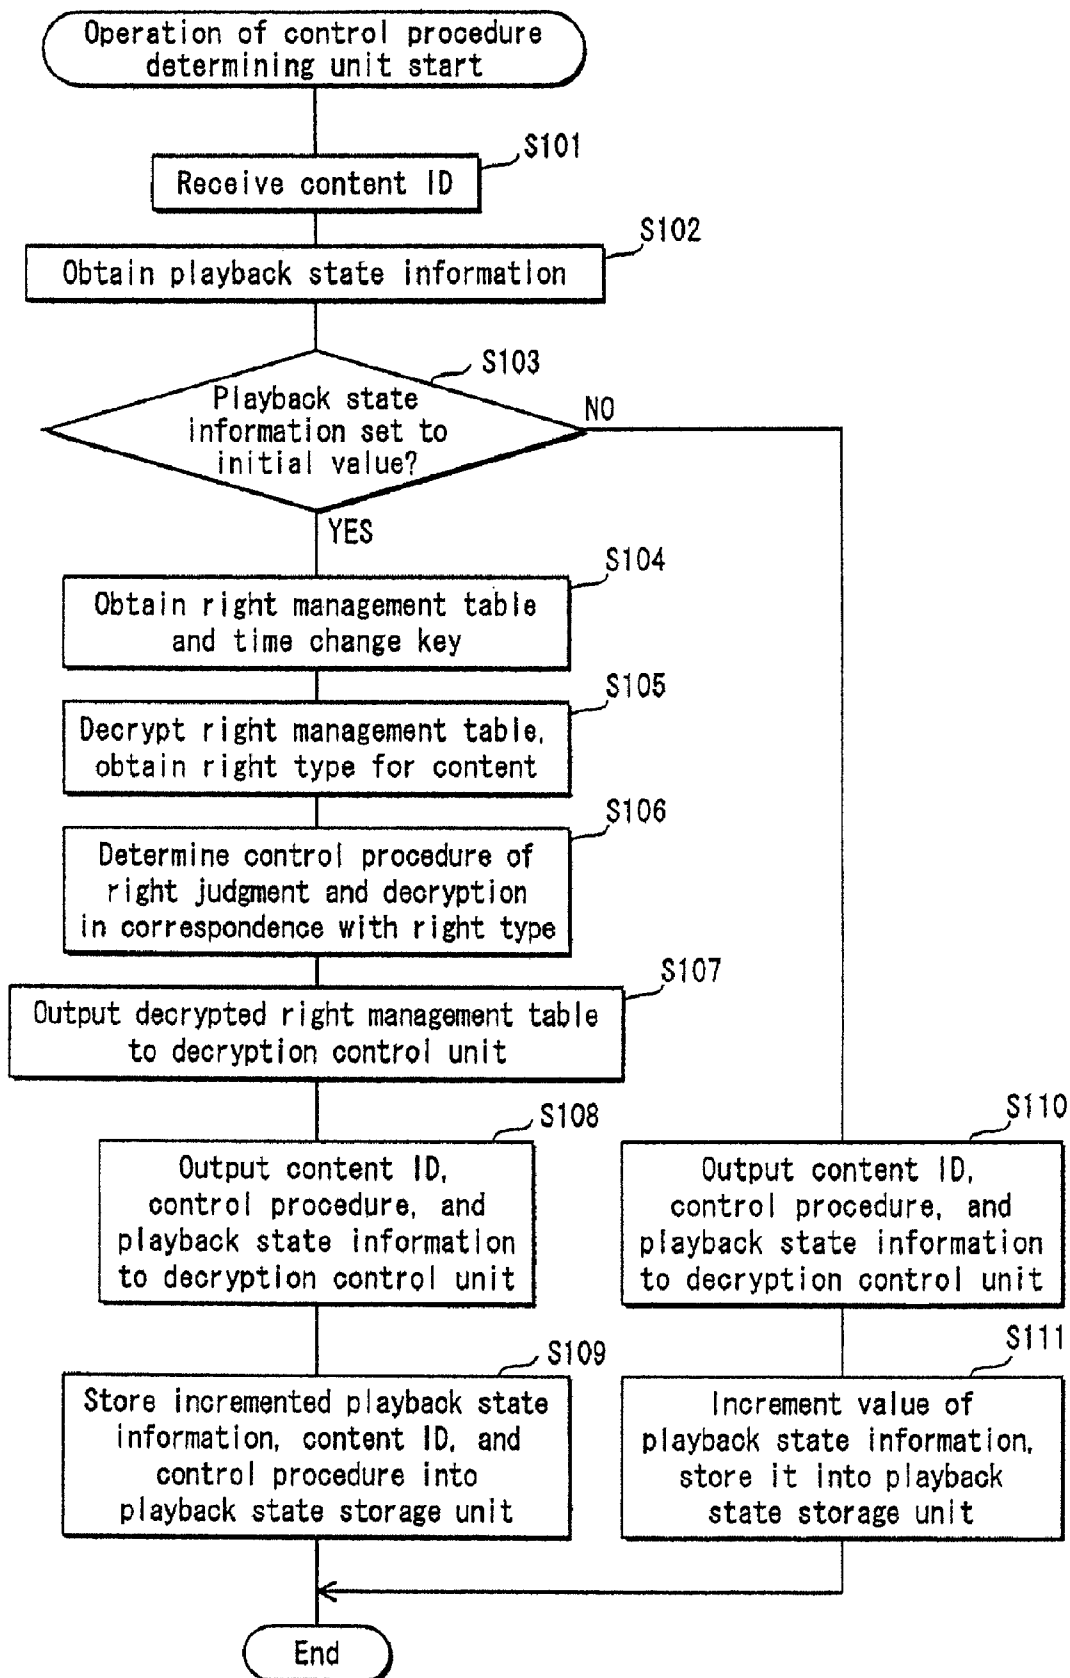 Operation of control procedure
determining unit start
S101
Receive content ID
S102
Obtain playback state information
S103
Playback state
information set to
initial value?
NO
YES
S104
Obtain right management table
and time change key
S105
Decrypt right management table,
obtain right type for content
S106
Determine control procedure of
right judgment and decryption
in correspondence with right type
S107
Output decrypted right management table
to decryption control unit
S108
Output content ID,
control procedure, and
playback state information
to decryption control unit
S110
Output content ID,
control procedure, and
playback state information
to decryption control unit
S109
Store incremented playback state
information, content ID, and
control procedure into
playback state storage unit
S111
Increment value of
playback state information,
store it into playback
state storage unit
End